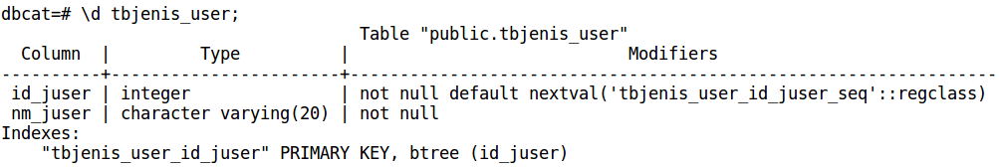 dbcat=# \d tbjenis_user;
                                  Table "public.tbjenis_user"
  Column  |         Type          |                           Modifiers
----------+-----------------------+----------------------------------------------------------------
 id_juser | integer               | not null default nextval('tbjenis_user_id_juser_seq'::regclass)
 nm_juser | character varying(20) | not null
Indexes:
    "tbjenis_user_id_juser" PRIMARY KEY, btree (id_juser)